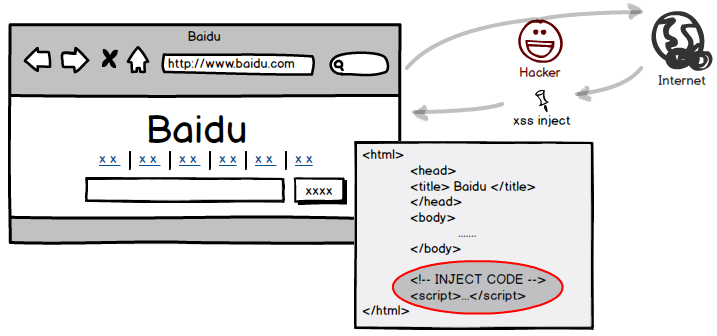 Baidu
http://www.baidu.com
Hacker
Internet
xss inject
Baidu
x x | x x | x x | x x | x x | x x
xxxx
<html>
<head>
<title> Baidu </title>
</head>
<body>
.......
</body>
<!-- INJECT CODE -->
<script>...</script>
</html>